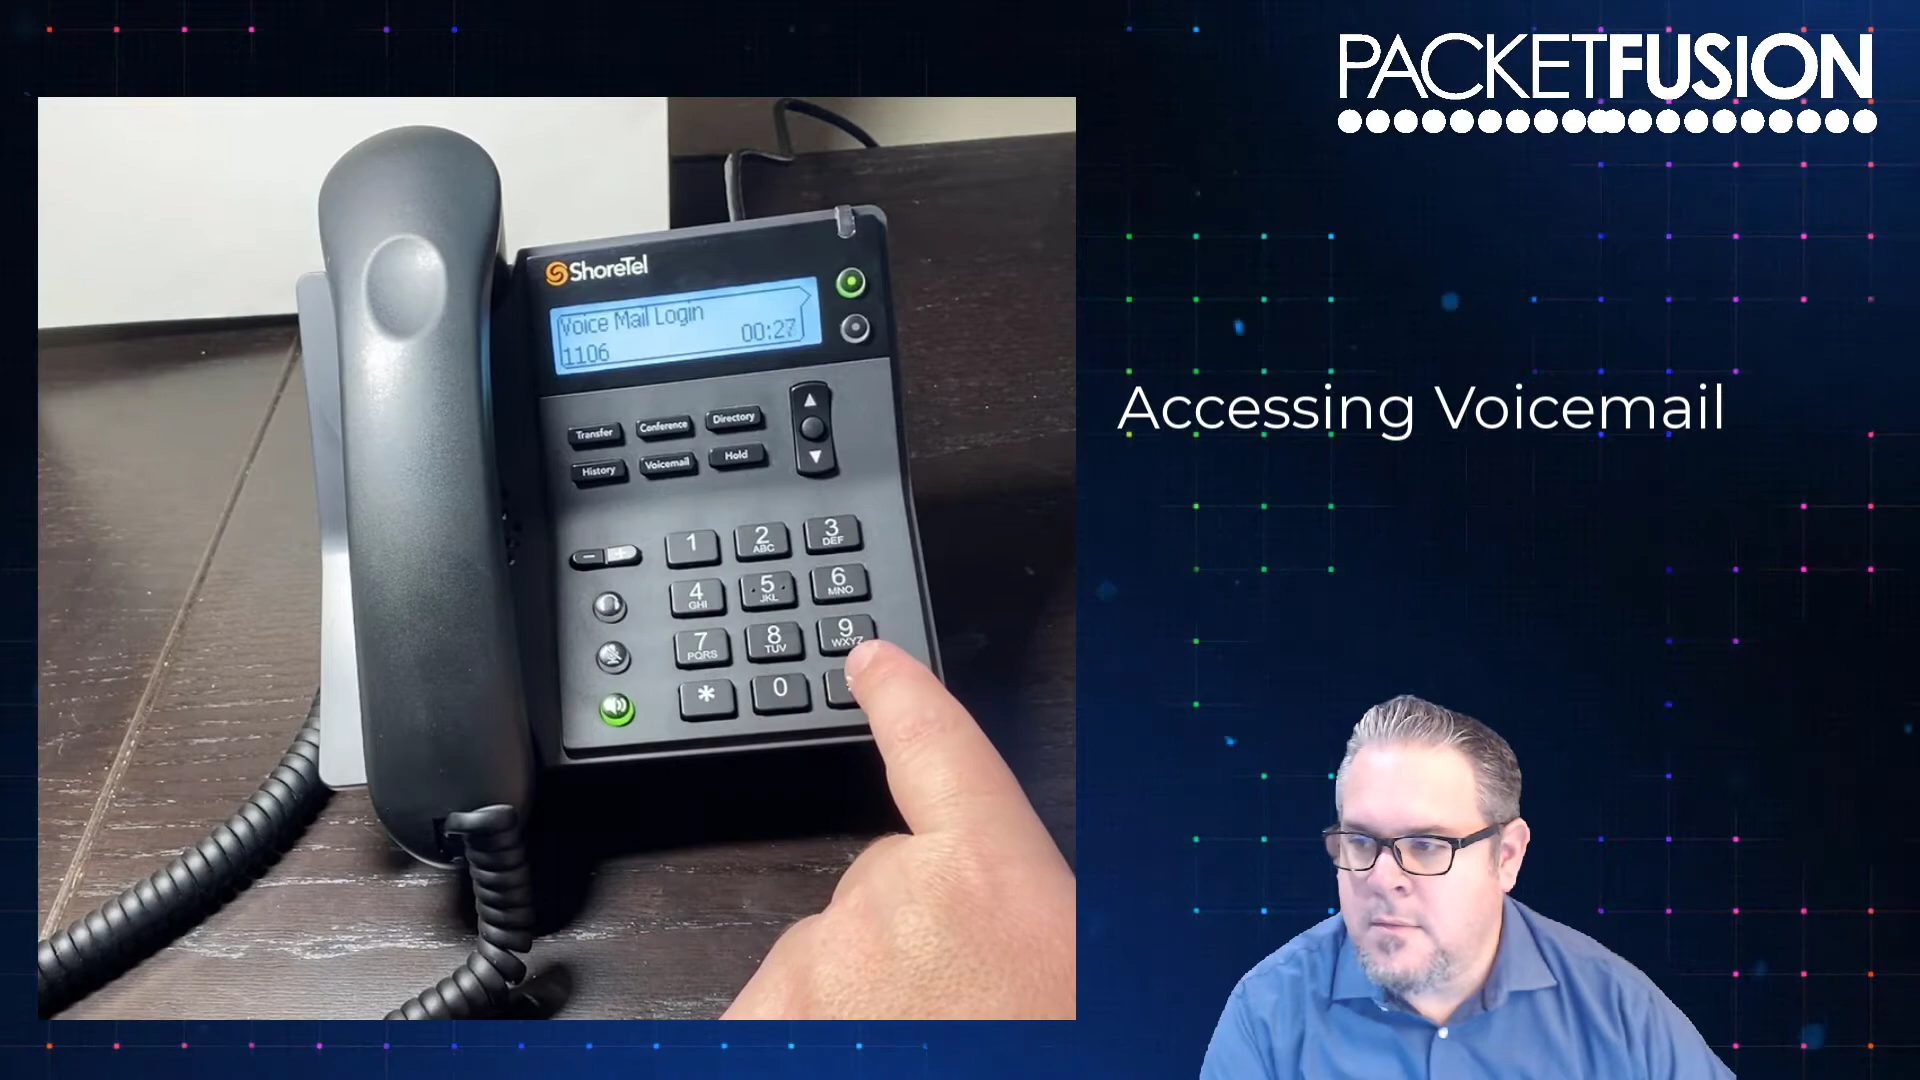 PACKETFUSION
ShoreTel
Voice Mail Login
00:27
1106
Transfer Conference Directory
History Voicemail Hold
- +
1 2 ABC 3 DEF
4 GHI 5 JKL 6 MNO
7 PQRS 8 TUV 9 WXYZ
* 0
Accessing Voicemail